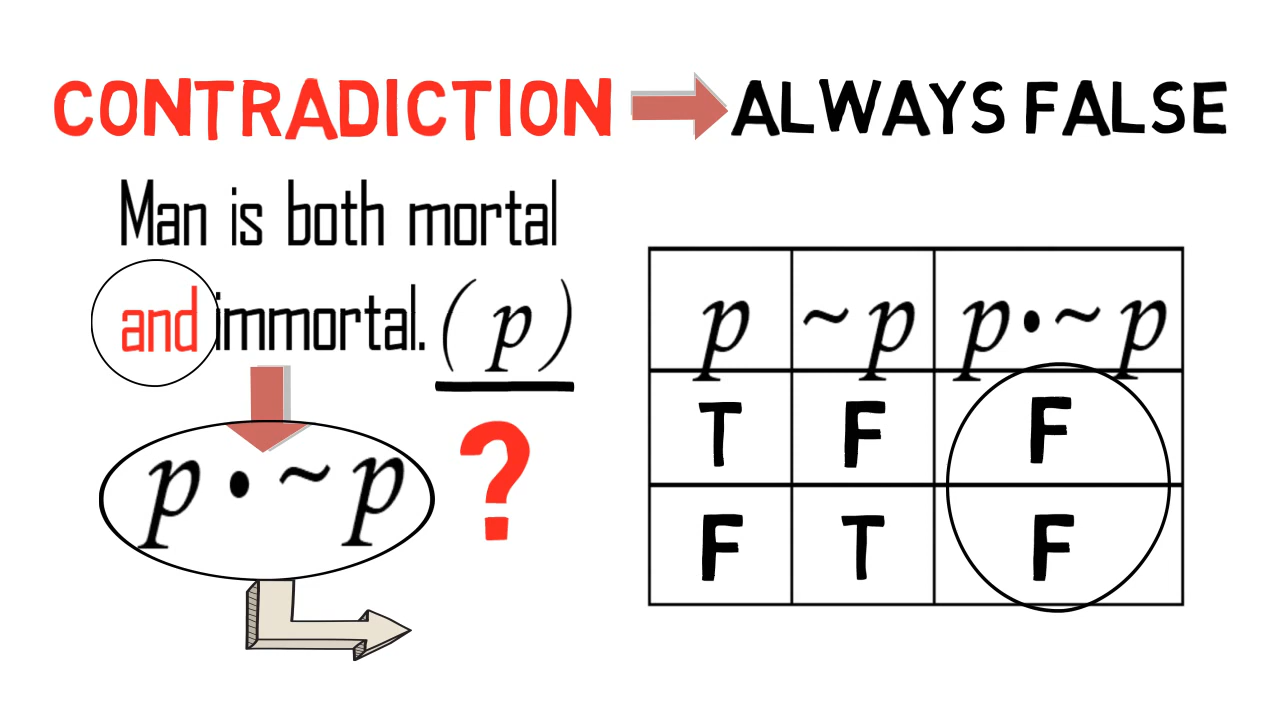 CONTRADICTION ALWAYS FALSE
Man is both mortal
and immortal. ( p )
p • ~ p ?
p ~ p p • ~ p
T F F
F T F